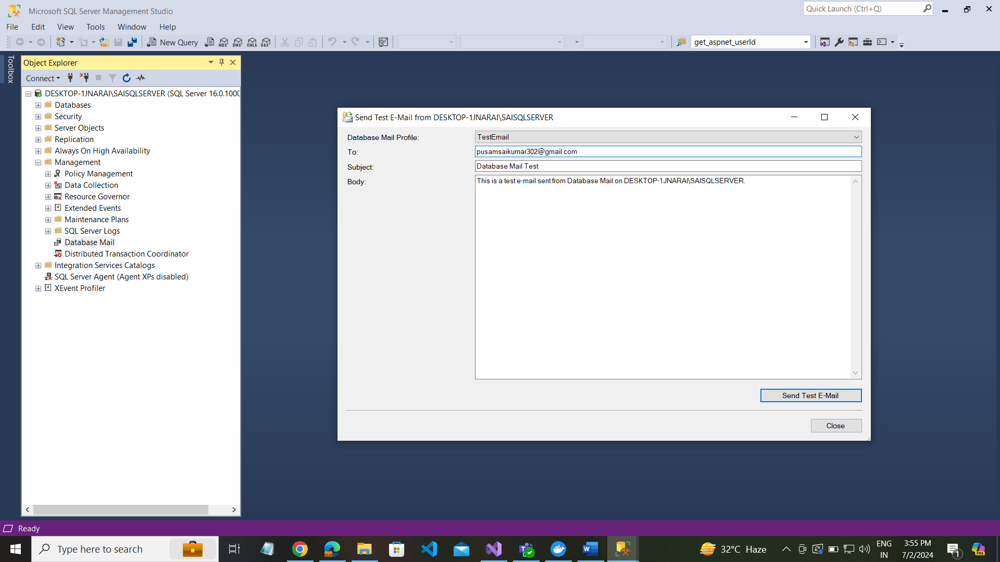 Microsoft SQL Server Management Studio
Quick Launch (Ctrl+Q)
File Edit View Tools Window Help
New Query
MDX DMX XMLA DAX
get_aspnet_userId
Toolbox
Object Explorer
Connect
DESKTOP-1JNARAI\SAISQLSERVER (SQL Server 16.0.1000
Databases
Security
Server Objects
Replication
Always On High Availability
Management
Policy Management
Data Collection
Resource Governor
Extended Events
Maintenance Plans
SQL Server Logs
Database Mail
Distributed Transaction Coordinator
Integration Services Catalogs
SQL Server Agent (Agent XPs disabled)
XEvent Profiler
Send Test E-Mail from DESKTOP-1JNARAI\SAISQLSERVER
Database Mail Profile: TestEmail
To: pusamsaikumar302@gmail.com
Subject: Database Mail Test
Body: This is a test e-mail sent from Database Mail on DESKTOP-1JNARAI\SAISQLSERVER.
Send Test E-Mail
Close
Ready
Type here to search
32°C Haze
ENG
IN
3:55 PM
7/2/2024
1
PRE